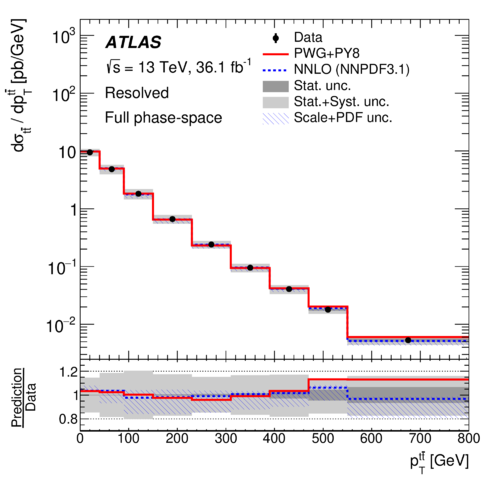 dσ_tt̄ / dp_T^tt̄ [pb/GeV]
10³
10²
10
1
10⁻¹
10⁻²
ATLAS
√s = 13 TeV, 36.1 fb⁻¹
Resolved
Full phase-space
Data
PWG+PY8
NNLO (NNPDF3.1)
Stat. unc.
Stat.+Syst. unc.
Scale+PDF unc.
Prediction
Data
1.2
1
0.8
0 100 200 300 400 500 600 700 800
p_T^tt̄ [GeV]